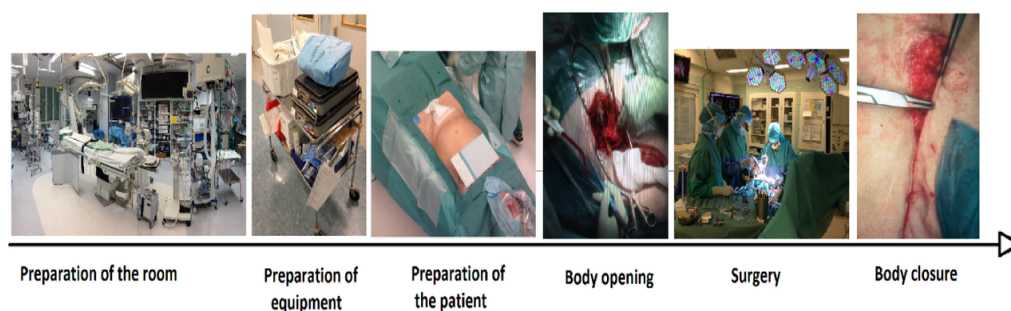 Preparation of the room
Preparation of
equipment
Preparation of
the patient
Body opening
Surgery
Body closure